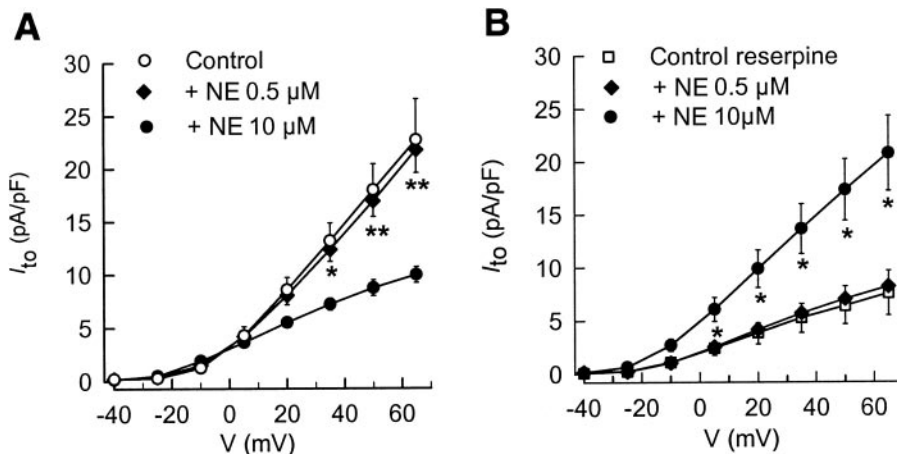 A
Control
+ NE 0.5 µM
+ NE 10 µM
30
25
20
15
10
5
0
Ito (pA/pF)
** 
**
*
-40 -20 0 20 40 60
V (mV)
B
Control reserpine
+ NE 0.5 µM
+ NE 10µM
30
25
20
15
10
5
0
Ito (pA/pF)
*
*
*
*
*
-40 -20 0 20 40 60
V (mV)